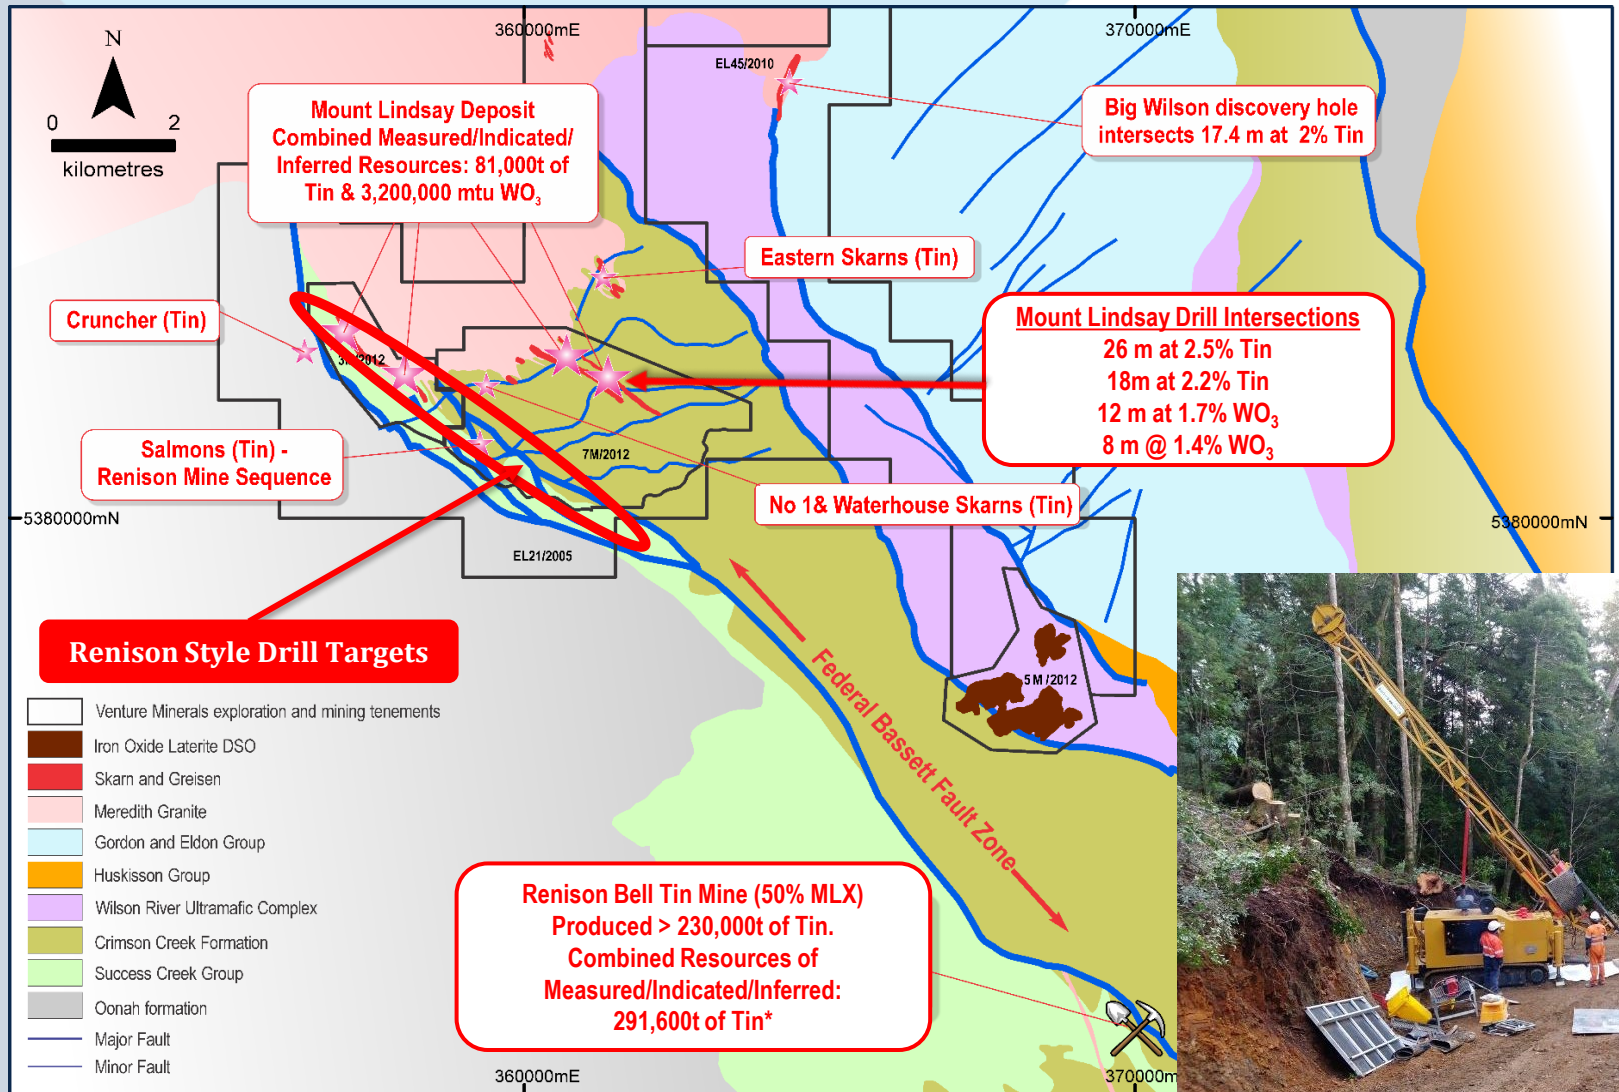 360000mE
370000mE
N
0 2
kilometres
EL45/2010
Mount Lindsay Deposit
Combined Measured/Indicated/
Inferred Resources: 81,000t of
Tin & 3,200,000 mtu WO₃
Big Wilson discovery hole
intersects 17.4 m at 2% Tin
Eastern Skarns (Tin)
Cruncher (Tin)
Mount Lindsay Drill Intersections
26 m at 2.5% Tin
18m at 2.2% Tin
12 m at 1.7% WO₃
8 m @ 1.4% WO₃
/2012
Salmons (Tin) -
Renison Mine Sequence
7M/2012
No 1& Waterhouse Skarns (Tin)
5380000mN
5380000mN
EL21/2005
Renison Style Drill Targets
Federal Bassett Fault Zone
5M/2012
Venture Minerals exploration and mining tenements
Iron Oxide Laterite DSO
Skarn and Greisen
Meredith Granite
Gordon and Eldon Group
Huskisson Group
Wilson River Ultramafic Complex
Crimson Creek Formation
Success Creek Group
Oonah formation
Major Fault
Minor Fault
Renison Bell Tin Mine (50% MLX)
Produced > 230,000t of Tin.
Combined Resources of
Measured/Indicated/Inferred:
291,600t of Tin*
360000mE
370000m